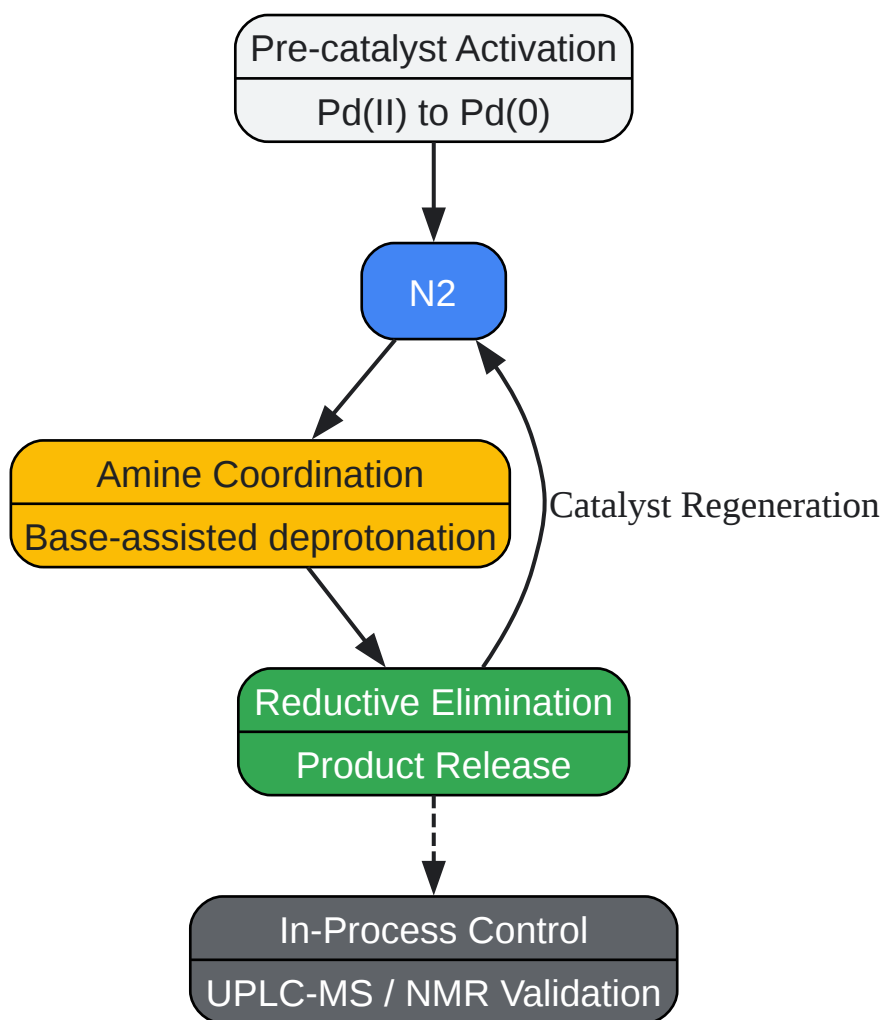 Pre-catalyst Activation
Pd(II) to Pd(0)
N2
Amine Coordination
Base-assisted deprotonation
Catalyst Regeneration
Reductive Elimination
Product Release
In-Process Control
UPLC-MS / NMR Validation